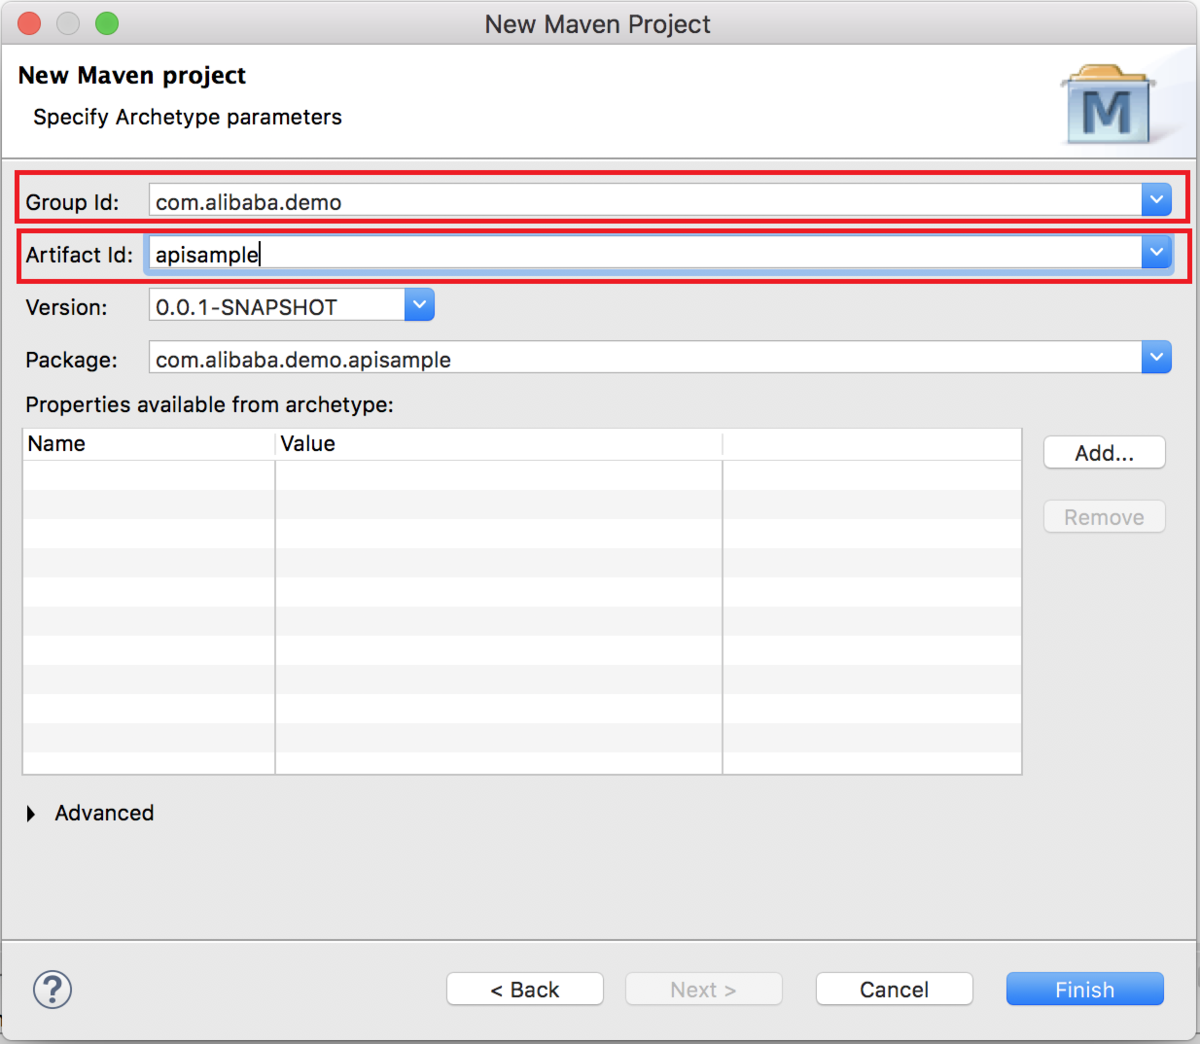 New Maven Project
New Maven project
Specify Archetype parameters
M
Group Id: com.alibaba.demo
Artifact Id: apisample
Version: 0.0.1-SNAPSHOT
Package: com.alibaba.demo.apisample
Properties available from archetype:
Name Value
Add...
Remove
Advanced
? < Back Next > Cancel Finish